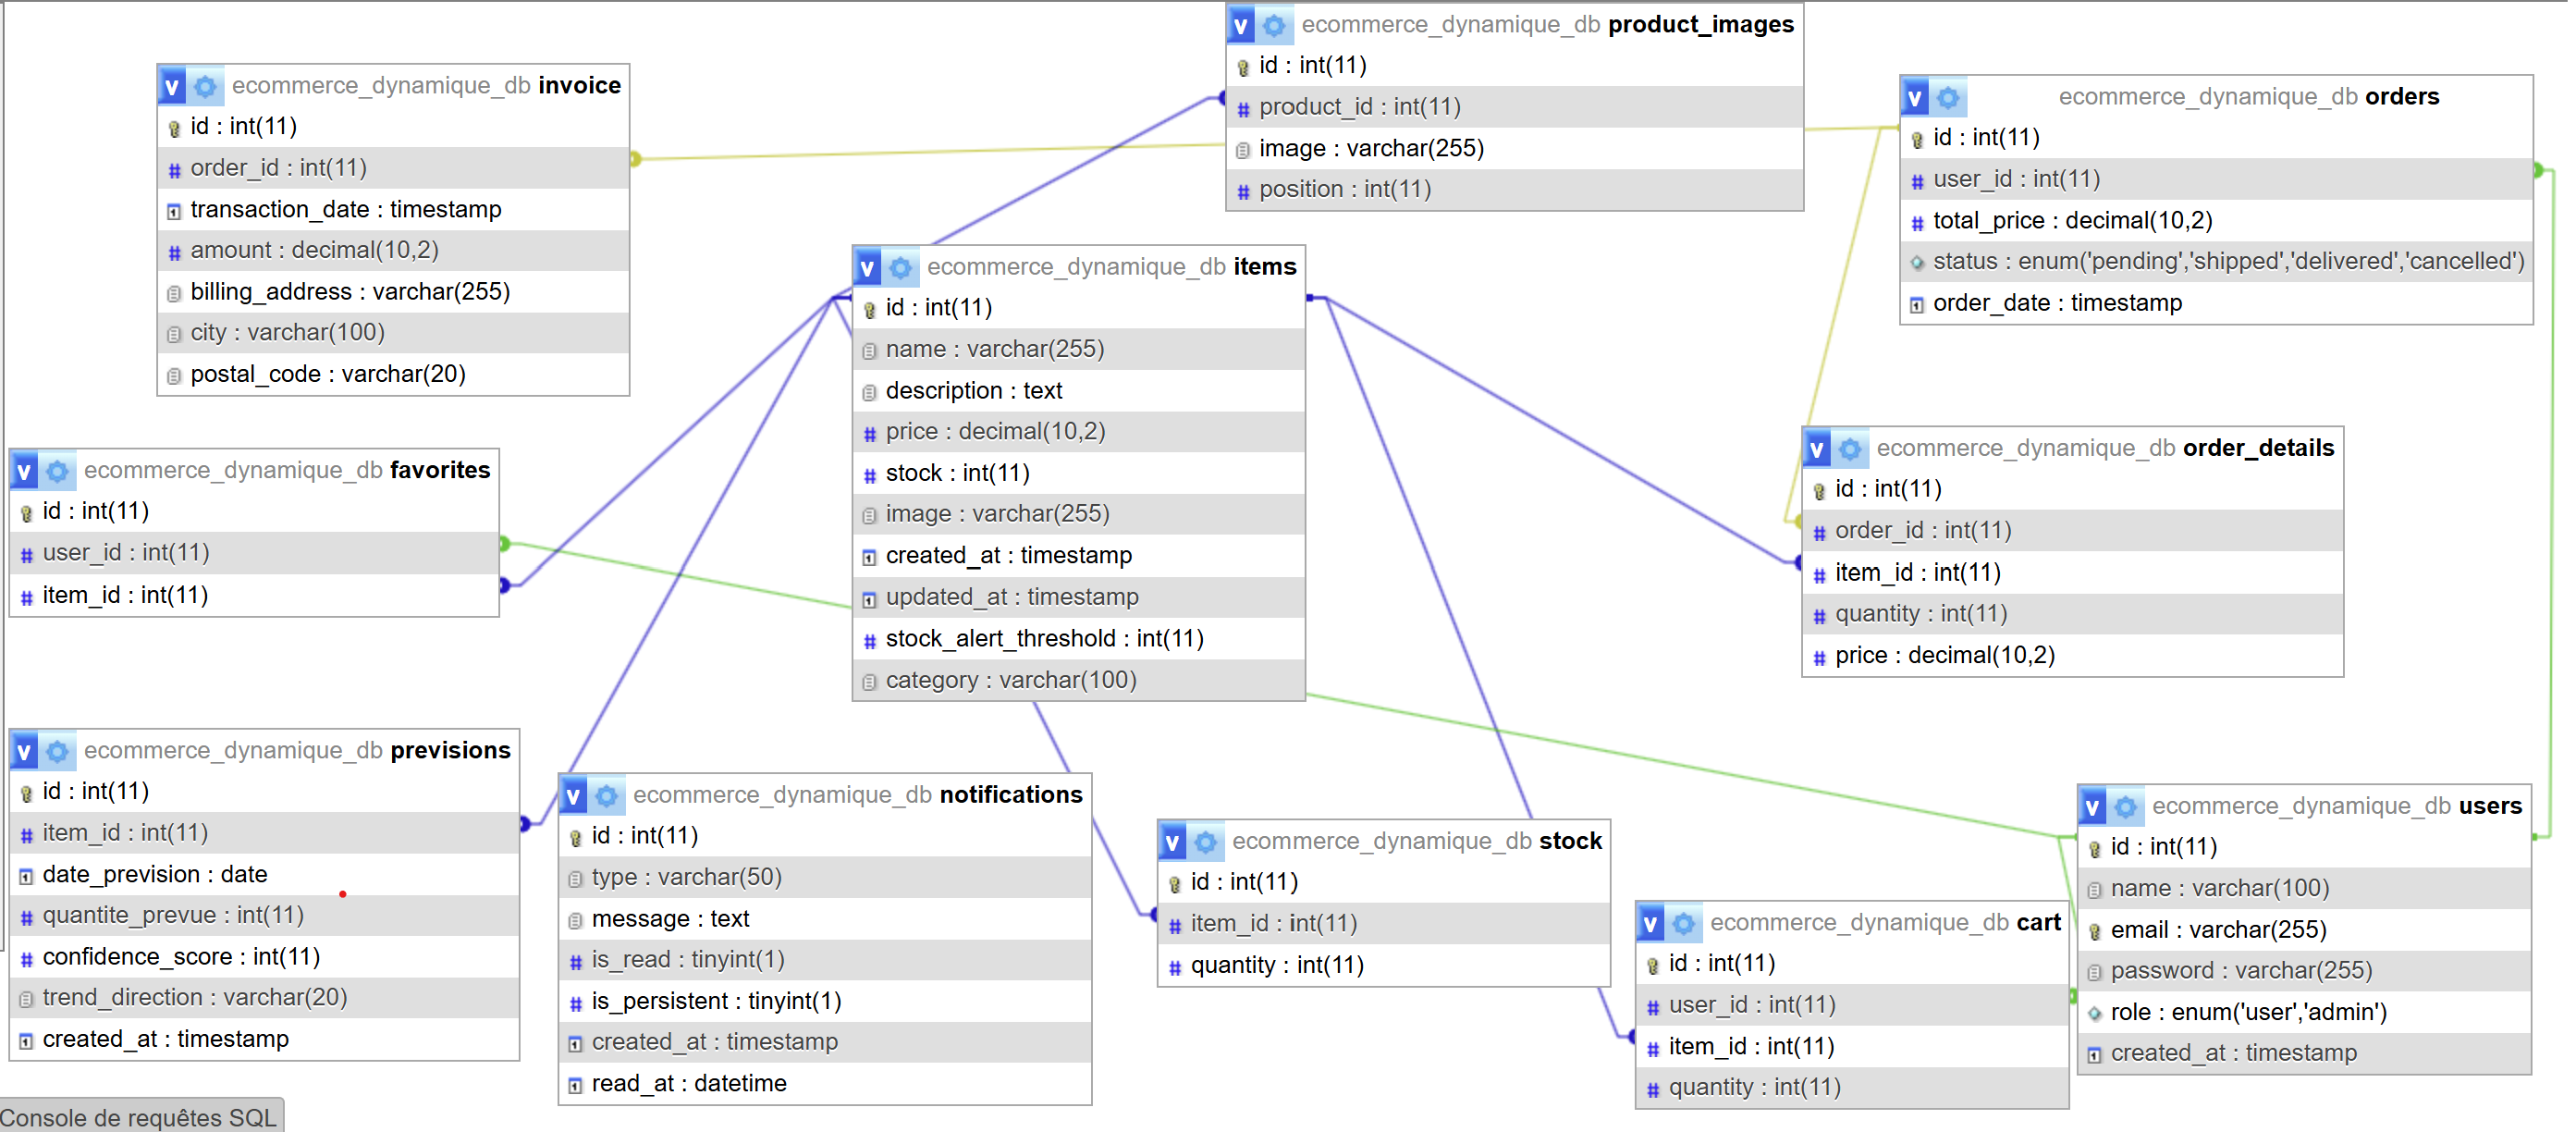 ecommerce_dynamique_db product_images
id : int(11)
product_id : int(11)
image : varchar(255)
position : int(11)
ecommerce_dynamique_db invoice
id : int(11)
order_id : int(11)
transaction_date : timestamp
amount : decimal(10,2)
billing_address : varchar(255)
city : varchar(100)
postal_code : varchar(20)
ecommerce_dynamique_db orders
id : int(11)
user_id : int(11)
total_price : decimal(10,2)
status : enum('pending','shipped','delivered','cancelled')
order_date : timestamp
ecommerce_dynamique_db items
id : int(11)
name : varchar(255)
description : text
price : decimal(10,2)
stock : int(11)
image : varchar(255)
created_at : timestamp
updated_at : timestamp
stock_alert_threshold : int(11)
category : varchar(100)
ecommerce_dynamique_db favorites
id : int(11)
user_id : int(11)
item_id : int(11)
ecommerce_dynamique_db order_details
id : int(11)
order_id : int(11)
item_id : int(11)
quantity : int(11)
price : decimal(10,2)
ecommerce_dynamique_db previsions
id : int(11)
item_id : int(11)
date_prevision : date
quantite_prevue : int(11)
confidence_score : int(11)
trend_direction : varchar(20)
created_at : timestamp
ecommerce_dynamique_db notifications
id : int(11)
type : varchar(50)
message : text
is_read : tinyint(1)
is_persistent : tinyint(1)
created_at : timestamp
read_at : datetime
ecommerce_dynamique_db stock
id : int(11)
item_id : int(11)
quantity : int(11)
ecommerce_dynamique_db cart
id : int(11)
user_id : int(11)
item_id : int(11)
quantity : int(11)
ecommerce_dynamique_db users
id : int(11)
name : varchar(100)
email : varchar(255)
password : varchar(255)
role : enum('user','admin')
created_at : timestamp
Console de requêtes SQL